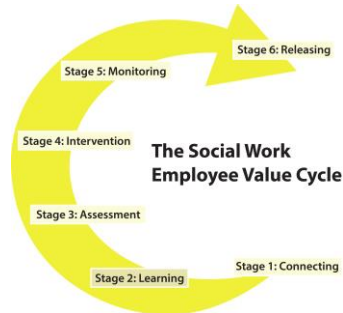 Stage 6: Releasing
Stage 5: Monitoring
Stage 4: Intervention
The Social Work
Employee Value Cycle
Stage 3: Assessment
Stage 2: Learning
Stage 1: Connecting